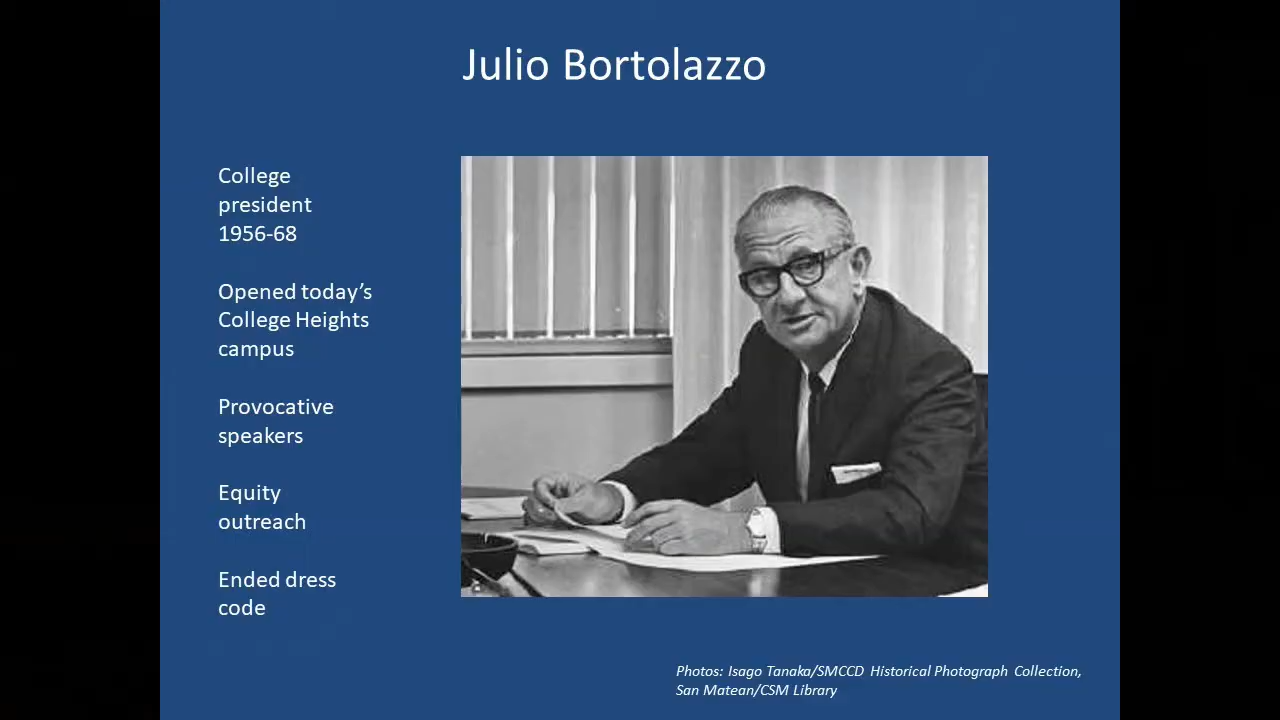 Julio Bortolazzo
College
president
1956-68
Opened today’s
College Heights
campus
Provocative
speakers
Equity
outreach
Ended dress
code
Photos: Isago Tanaka/SMCCD Historical Photograph Collection,
San Matean/CSM Library